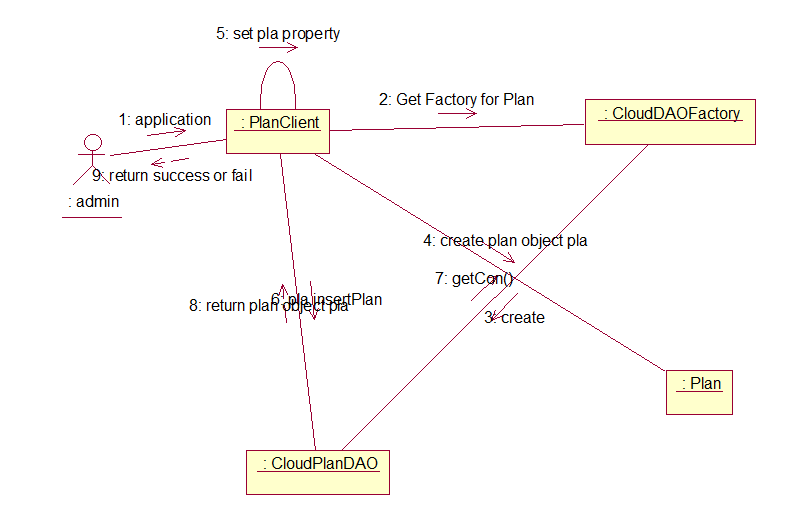 5: set pla property
2: Get Factory for Plan
: CloudDAOFactory
1: application
: PlanClient
9: return success or fail
: admin
4: create plan object pla
7: getCon()
6: pla insertPlan
8: return plan object pla
3: create
: Plan
: CloudPlanDAO